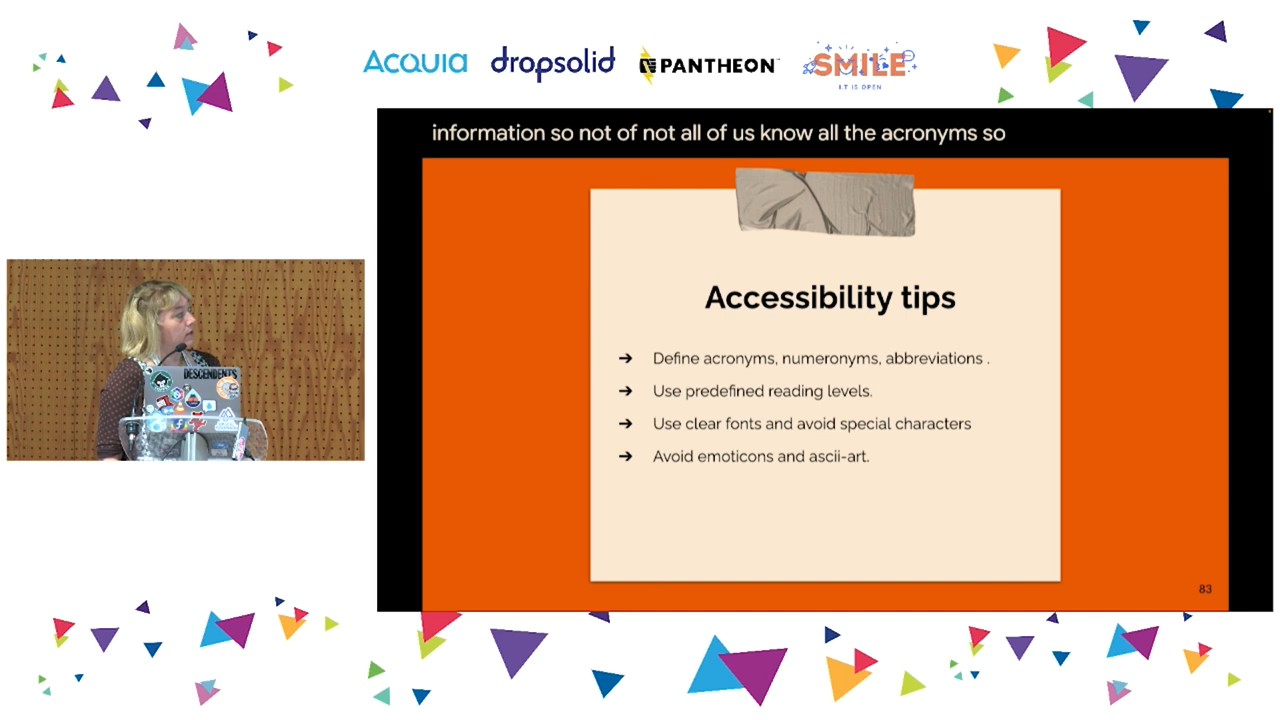 Acquia
dropsolid
PANTHEON
SMILE
I.T IS OPEN
information so not of not all of us know all the acronyms so
Accessibility tips
➔ Define acronyms, numeronyms, abbreviations .
➔ Use predefined reading levels.
➔ Use clear fonts and avoid special characters
➔ Avoid emoticons and ascii-art.
83
DESCENDENTS